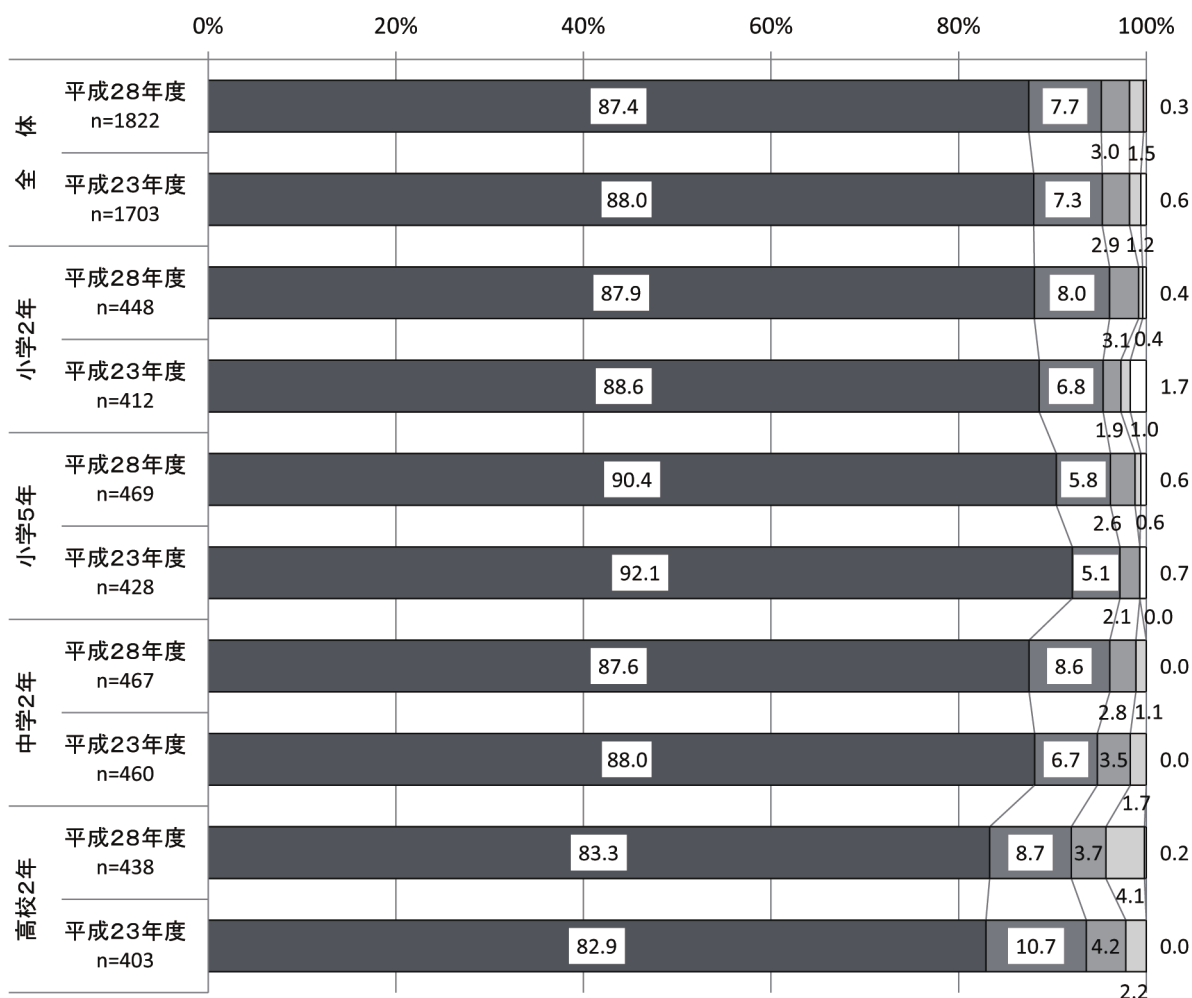 0% 20% 40% 60% 80% 100%
全体
平成28年度
n=1822
87.4 7.7 0.3
3.0 1.5
平成23年度
n=1703
88.0 7.3 0.6
2.9 1.2
小学2年
平成28年度
n=448
87.9 8.0 0.4
3.1 0.4
平成23年度
n=412
88.6 6.8 1.7
1.9 1.0
小学5年
平成28年度
n=469
90.4 5.8 0.6
2.6 0.6
平成23年度
n=428
92.1 5.1 0.7
2.1 0.0
中学2年
平成28年度
n=467
87.6 8.6 0.0
2.8 1.1
平成23年度
n=460
88.0 6.7 3.5 0.0
1.7
高校2年
平成28年度
n=438
83.3 8.7 3.7 0.2
4.1
平成23年度
n=403
82.9 10.7 4.2 0.0
2.2